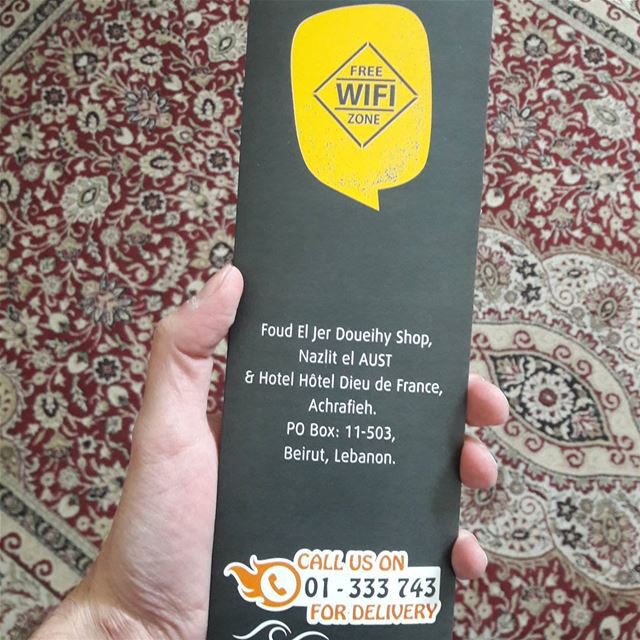 FREE
WIFI
ZONE
Foud El Jer Doueihy Shop,
Nazlit el AUST
& Hotel Hôtel Dieu de France,
Achrafieh.
PO Box: 11-503,
Beirut, Lebanon.
CALL US ON
01 - 333 743
FOR DELIVERY